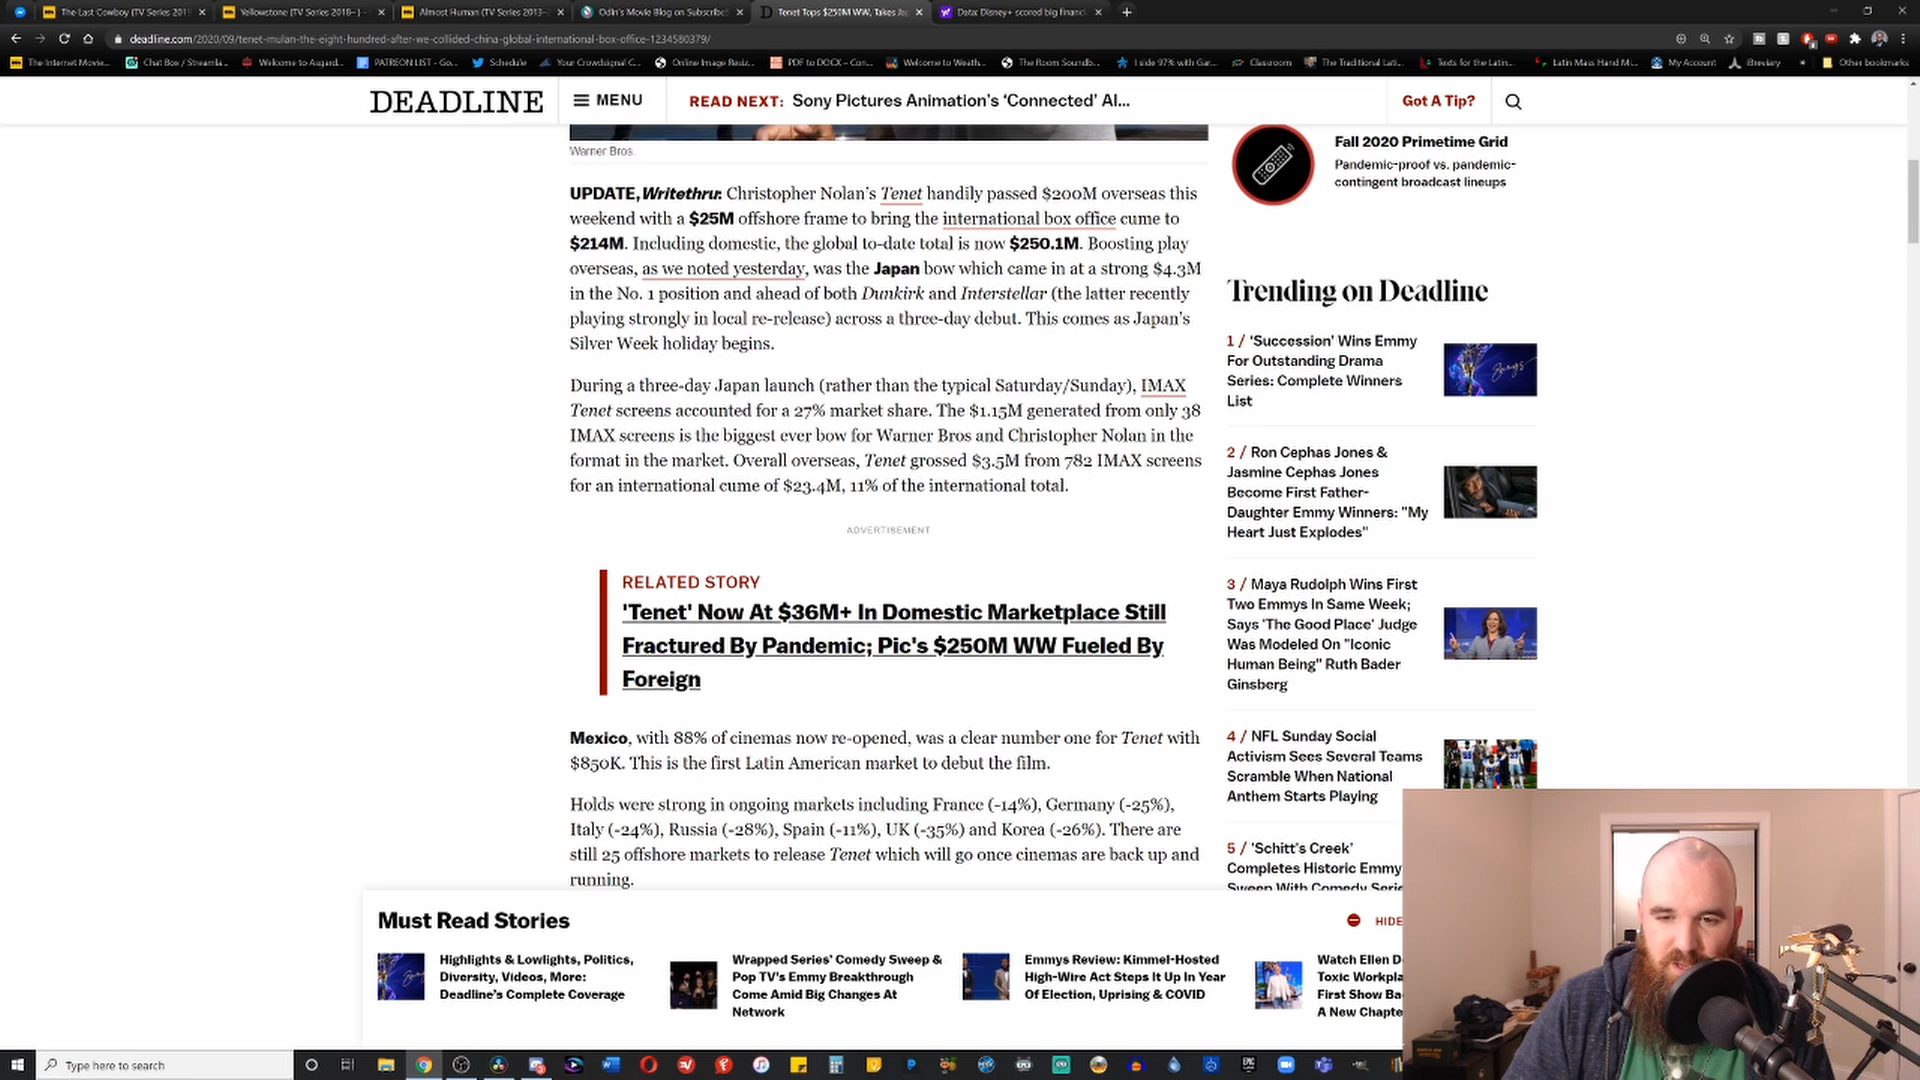 The Last Cowboy (TV Series 2019
Yellowstone (TV Series 2018– ) -
Almost Human (TV Series 2013–
Odin's Movie Blog on Subscribe
Tenet Tops $250M WW, Takes Ja
Data: Disney+ scored big financ
deadline.com/2020/09/tenet-mulan-the-eight-hundred-after-we-collided-china-global-international-box-office-1234580379/
The Internet Movie...
Chat Box / Streamla...
Welcome to Asgard...
PATREON LIST - Go...
Schedule
Your Crowdsignal C...
Online Image Resiz...
PDF to DOCX – Con...
Welcome to Weath...
The Room Soundb...
I side 97% with Gar...
Classroom
The Traditional Lati...
Texts for the Latin...
Latin Mass Hand Mi...
My Account
iBreviary
Other bookmarks
DEADLINE
MENU
READ NEXT: Sony Pictures Animation's 'Connected' Al...
Got A Tip?
Warner Bros.
UPDATE, Writethru: Christopher Nolan's Tenet handily passed $200M overseas this
weekend with a $25M offshore frame to bring the international box office cume to
$214M. Including domestic, the global to-date total is now $250.1M. Boosting play
overseas, as we noted yesterday, was the Japan bow which came in at a strong $4.3M
in the No. 1 position and ahead of both Dunkirk and Interstellar (the latter recently
playing strongly in local re-release) across a three-day debut. This comes as Japan's
Silver Week holiday begins.
During a three-day Japan launch (rather than the typical Saturday/Sunday), IMAX
Tenet screens accounted for a 27% market share. The $1.15M generated from only 38
IMAX screens is the biggest ever bow for Warner Bros and Christopher Nolan in the
format in the market. Overall overseas, Tenet grossed $3.5M from 782 IMAX screens
for an international cume of $23.4M, 11% of the international total.
ADVERTISEMENT
RELATED STORY
'Tenet' Now At $36M+ In Domestic Marketplace Still
Fractured By Pandemic; Pic's $250M WW Fueled By
Foreign
Mexico, with 88% of cinemas now re-opened, was a clear number one for Tenet with
$850K. This is the first Latin American market to debut the film.
Holds were strong in ongoing markets including France (-14%), Germany (-25%),
Italy (-24%), Russia (-28%), Spain (-11%), UK (-35%) and Korea (-26%). There are
still 25 offshore markets to release Tenet which will go once cinemas are back up and
running.
Fall 2020 Primetime Grid
Pandemic-proof vs. pandemic-
contingent broadcast lineups
Trending on Deadline
1 / 'Succession' Wins Emmy
For Outstanding Drama
Series: Complete Winners
List
2 / Ron Cephas Jones &
Jasmine Cephas Jones
Become First Father-
Daughter Emmy Winners: "My
Heart Just Explodes"
3 / Maya Rudolph Wins First
Two Emmys In Same Week;
Says 'The Good Place' Judge
Was Modeled On "Iconic
Human Being" Ruth Bader
Ginsberg
4 / NFL Sunday Social
Activism Sees Several Teams
Scramble When National
Anthem Starts Playing
5 / 'Schitt's Creek'
Completes Historic Emmy
Sweep With Comedy Serie
Must Read Stories
HIDE
Highlights & Lowlights, Politics,
Diversity, Videos, More:
Deadline's Complete Coverage
Wrapped Series' Comedy Sweep &
Pop TV's Emmy Breakthrough
Come Amid Big Changes At
Network
Emmys Review: Kimmel-Hosted
High-Wire Act Steps It Up In Year
Of Election, Uprising & COVID
Watch Ellen D
Toxic Workpla
First Show Ba
A New Chapte
Type here to search